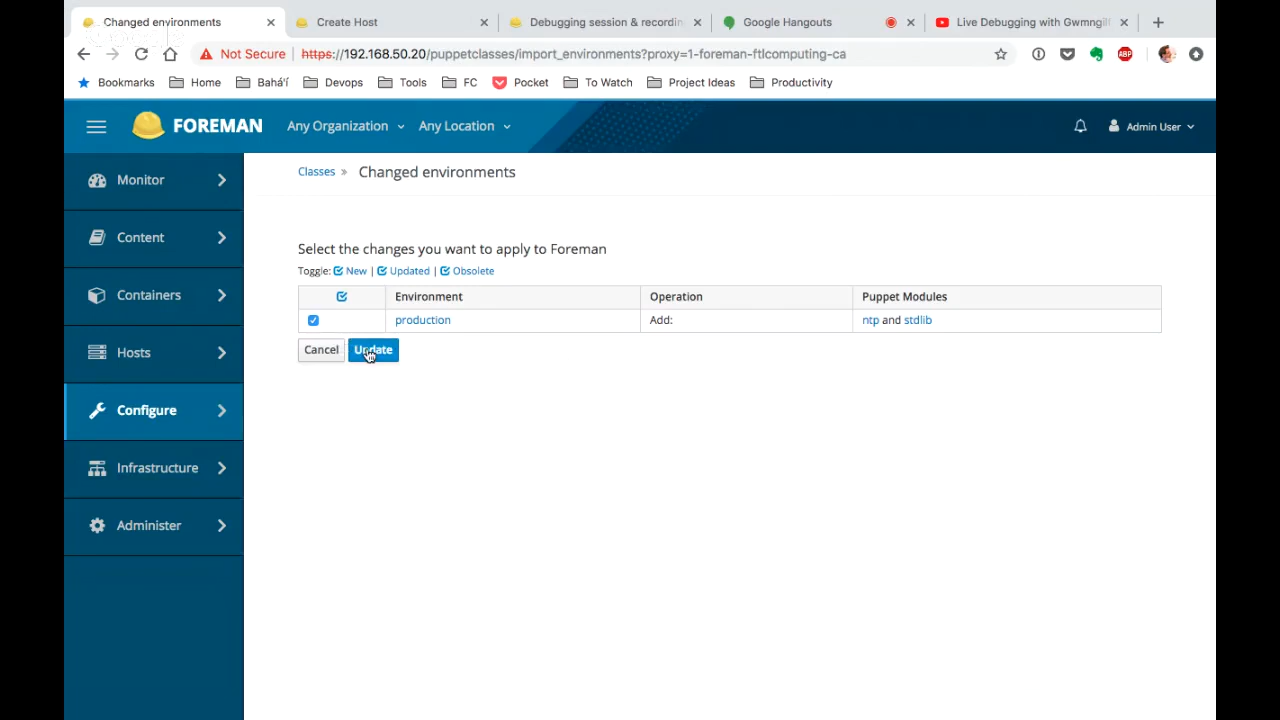 Changed environments
Create Host
Debugging session & recordin
Google Hangouts
Live Debugging with Gwmngilf
Not Secure
https://192.168.50.20/puppetclasses/import_environments?proxy=1-foreman-ftlcomputing-ca
ABP
Bookmarks
Home
Bahá'í
Devops
Tools
FC
Pocket
To Watch
Project Ideas
Productivity
FOREMAN
Any Organization
Any Location
Admin User
Monitor
Content
Containers
Hosts
Configure
Infrastructure
Administer
Classes » Changed environments
Select the changes you want to apply to Foreman
Toggle: New | Updated | Obsolete
Environment Operation Puppet Modules
production Add: ntp and stdlib
Cancel Update